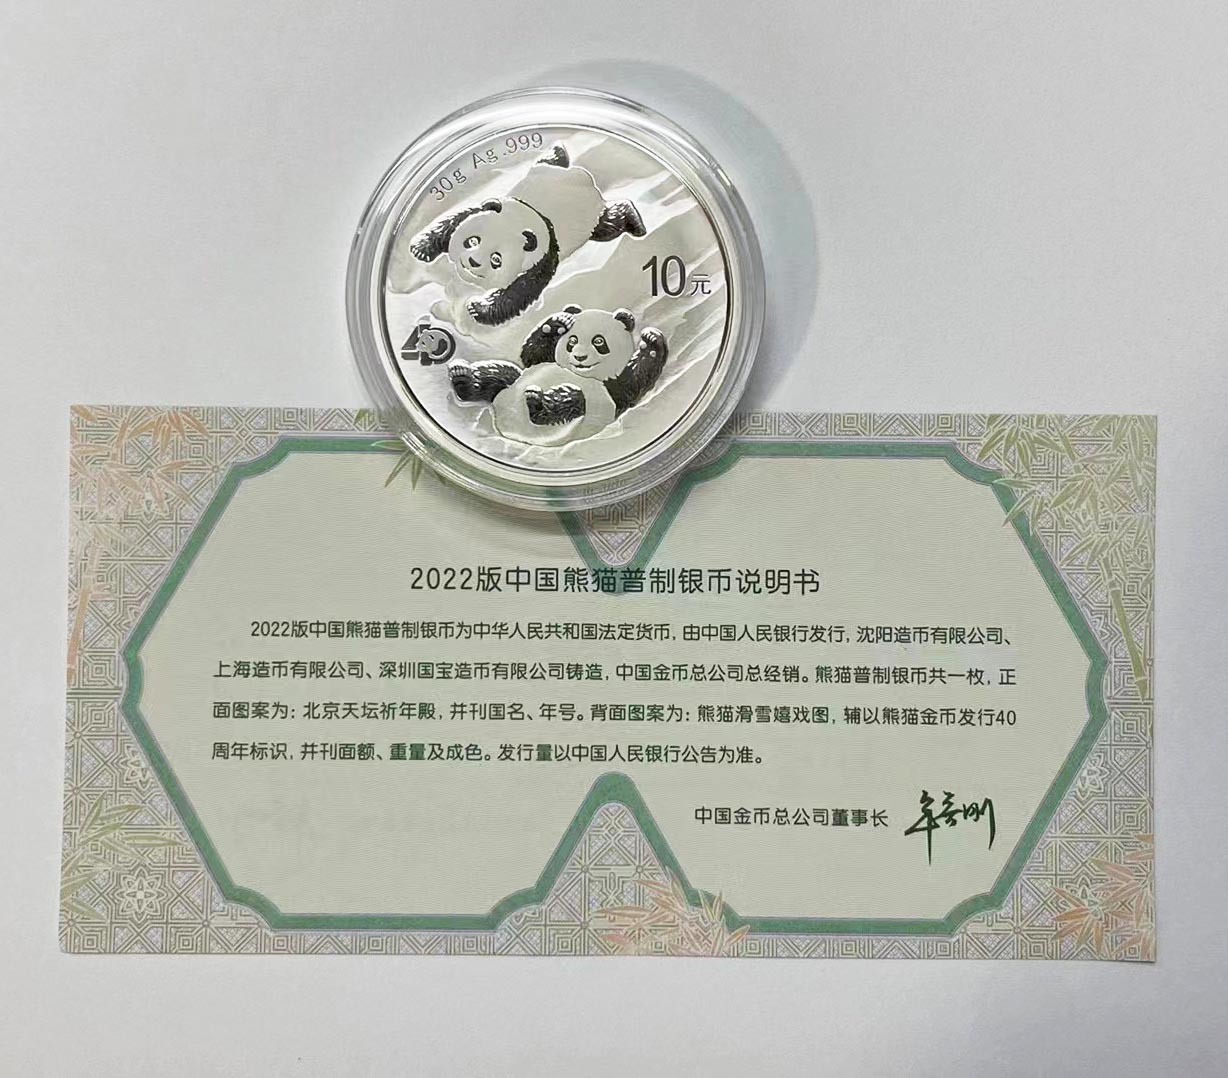 30g Ag.999
10元
40
2022版中国熊猫普制银币说明书
2022版中国熊猫普制银币为中华人民共和国法定货币，由中国人民银行发行，沈阳造币有限公司、
上海造币有限公司、深圳国宝造币有限公司铸造，中国金币总公司总经销。熊猫普制银币共一枚，正
面图案为：北京天坛祈年殿，并刊国名、年号。背面图案为：熊猫滑雪嬉戏图，辅以熊猫金币发行40
周年标识，并刊面额、重量及成色。发行量以中国人民银行公告为准。
中国金币总公司董事长